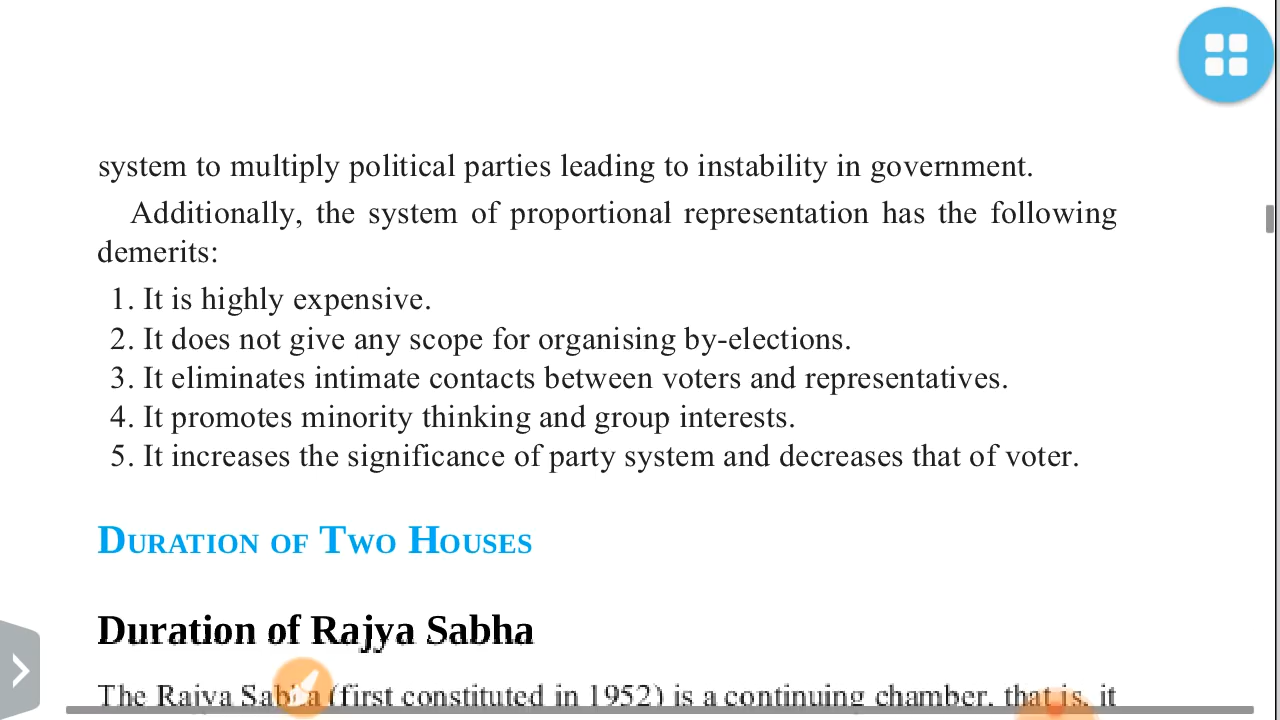 system to multiply political parties leading to instability in government.
Additionally, the system of proportional representation has the following
demerits:
1. It is highly expensive.
2. It does not give any scope for organising by-elections.
3. It eliminates intimate contacts between voters and representatives.
4. It promotes minority thinking and group interests.
5. It increases the significance of party system and decreases that of voter.
DURATION OF TWO HOUSES
Duration of Rajya Sabha
The Rajya Sabha (first constituted in 1952) is a continuing chamber, that is, it